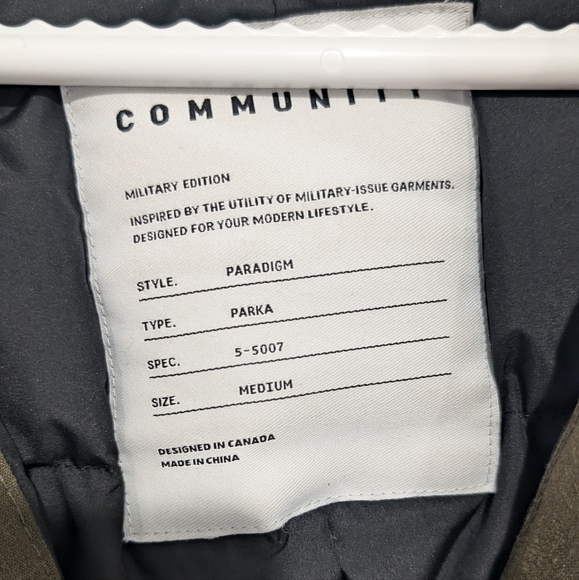 COMMUNITY
MILITARY EDITION
INSPIRED BY THE UTILITY OF MILITARY-ISSUE GARMENTS.
DESIGNED FOR YOUR MODERN LIFESTYLE.
STYLE. PARADIGM
TYPE. PARKA
SPEC. 5-5007
SIZE. MEDIUM
DESIGNED IN CANADA
MADE IN CHINA